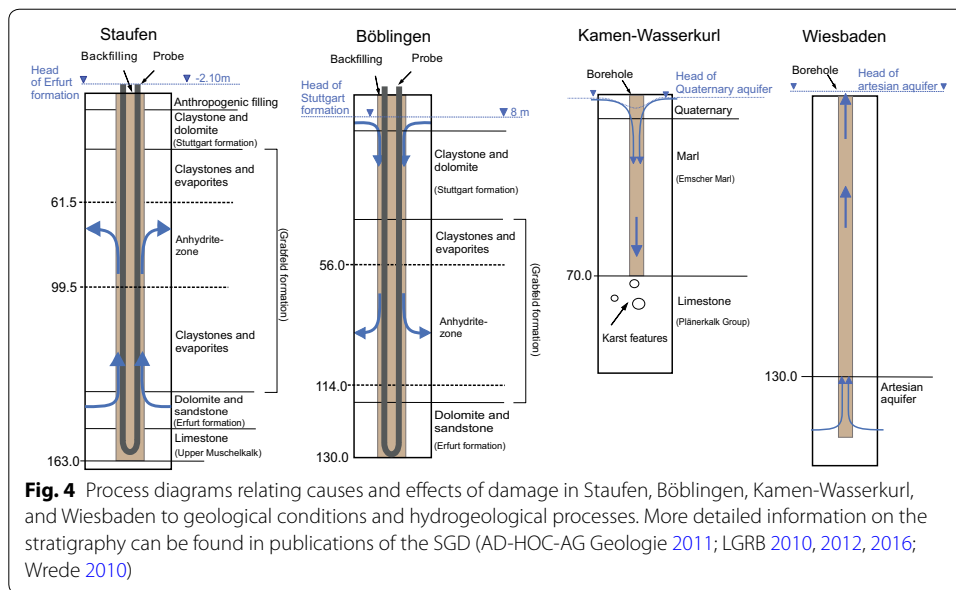 Staufen
Backfilling
Probe
Head
of Erfurt
formation
-2.10m
Anthropogenic filling
Claystone and
dolomite
(Stuttgart formation)
Claystones and
evaporites
61.5
Anhydrite-
zone
(Grabfeld formation)
99.5
Claystones and
evaporites
Dolomite and
sandstone
(Erfurt formation)
Limestone
(Upper Muschelkalk)
163.0
Böblingen
Backfilling
Probe
Head of
Stuttgart
formation
8 m
Claystone and
dolomite
(Stuttgart formation)
Claystones and
evaporites
56.0
(Grabfeld formation)
Anhydrite-
zone
114.0
Dolomite and
sandstone
(Erfurt formation)
130.0
Kamen-Wasserkurl
Borehole
Head of
Quaternary aquifer
Quaternary
Marl
(Emscher Marl)
70.0
Limestone
(Plänerkalk Group)
Karst features
Wiesbaden
Borehole
Head of
artesian aquifer
130.0
Artesian
aquifer
Fig. 4 Process diagrams relating causes and effects of damage in Staufen, Böblingen, Kamen-Wasserkurl,
and Wiesbaden to geological conditions and hydrogeological processes. More detailed information on the
stratigraphy can be found in publications of the SGD (AD-HOC-AG Geologie 2011; LGRB 2010, 2012, 2016;
Wrede 2010)